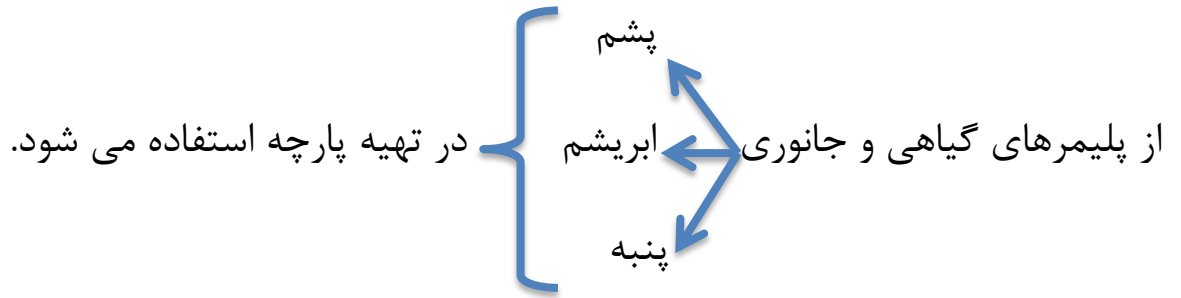 پشم
از پلیمرهای گیاهی و جانوری ابریشم در تهیه پارچه استفاده می شود.
پنبه